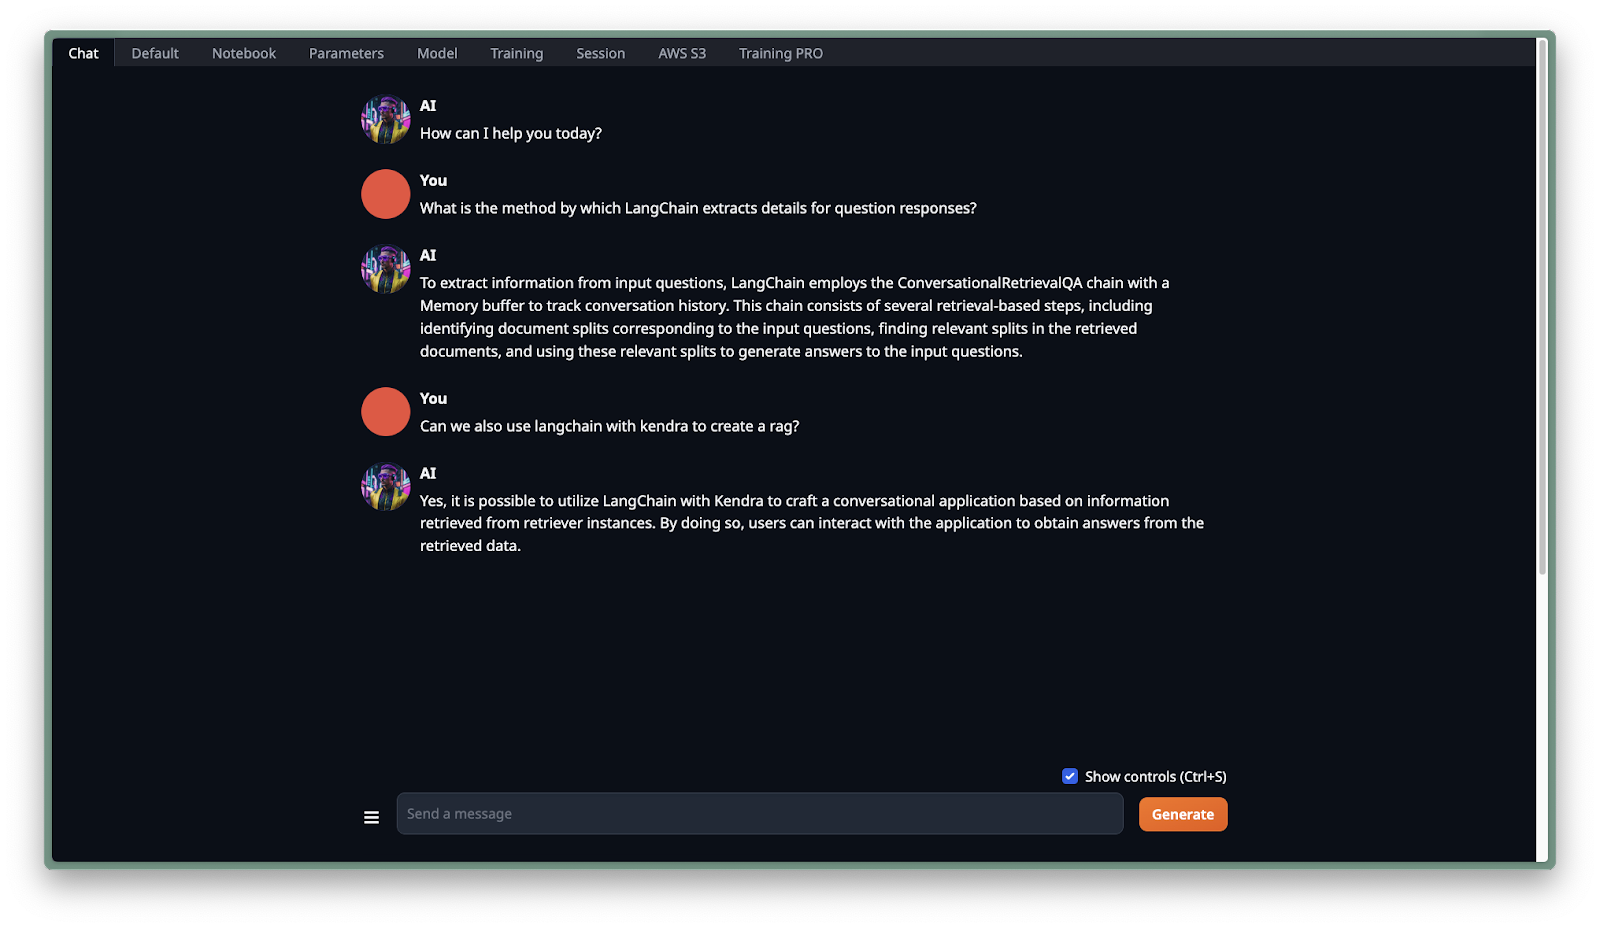 Chat Default Notebook Parameters Model Training Session AWS S3 Training PRO
AI
How can I help you today?
You
What is the method by which LangChain extracts details for question responses?
AI
To extract information from input questions, LangChain employs the ConversationalRetrievalQA chain with a
Memory buffer to track conversation history. This chain consists of several retrieval-based steps, including
identifying document splits corresponding to the input questions, finding relevant splits in the retrieved
documents, and using these relevant splits to generate answers to the input questions.
You
Can we also use langchain with kendra to create a rag?
AI
Yes, it is possible to utilize LangChain with Kendra to craft a conversational application based on information
retrieved from retriever instances. By doing so, users can interact with the application to obtain answers from the
retrieved data.
Show controls (Ctrl+S)
Send a message Generate